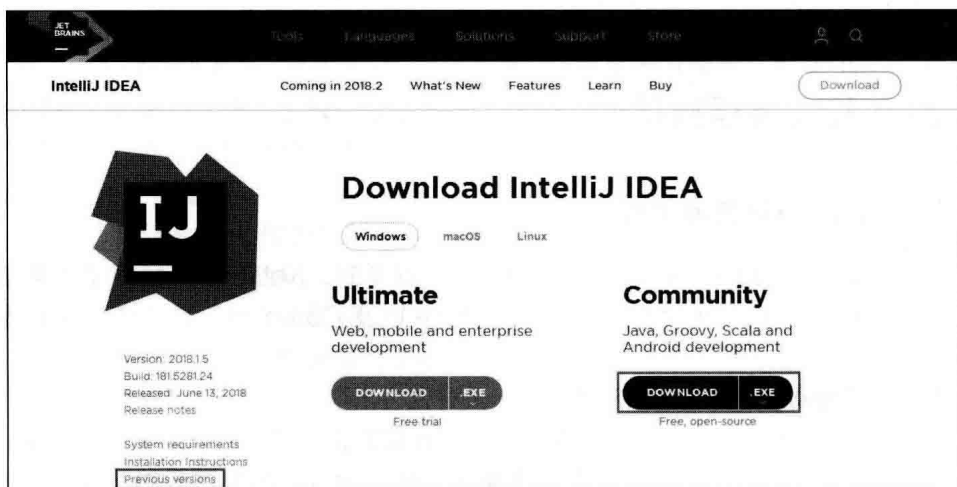 JET
BRAINS
Tools Languages Solutions Support Store
IntelliJ IDEA Coming in 2018.2 What's New Features Learn Buy Download
IJ
Download IntelliJ IDEA
Windows macOS Linux
Ultimate
Web, mobile and enterprise
development
DOWNLOAD .EXE
Free trial
Community
Java, Groovy, Scala and
Android development
DOWNLOAD .EXE
Free, open-source
Version: 2018.1.5
Build: 181.5281.24
Released: June 13, 2018
Release notes
System requirements
Installation Instructions
Previous versions